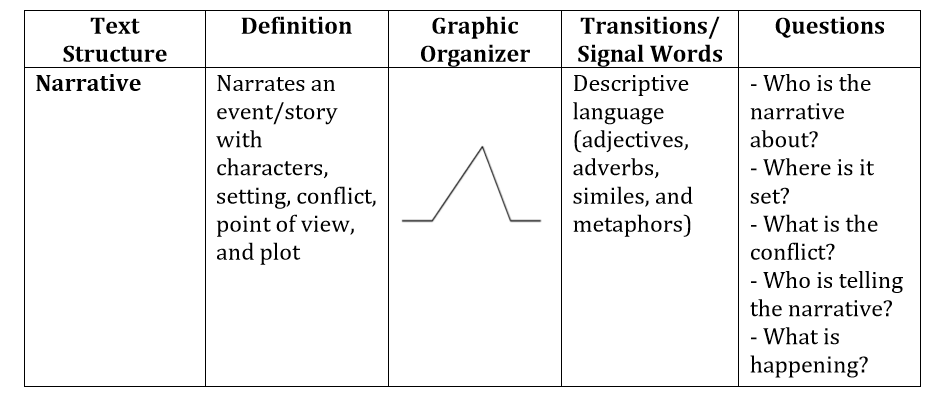 Text
Structure
Definition
Graphic
Organizer
Transitions/
Signal Words
Questions
Narrative
Narrates an
event/story
with
characters,
setting, conflict,
point of view,
and plot
Descriptive
language
(adjectives,
adverbs,
similes, and
metaphors)
- Who is the
narrative
about?
- Where is it
set?
- What is the
conflict?
- Who is telling
the narrative?
- What is
happening?